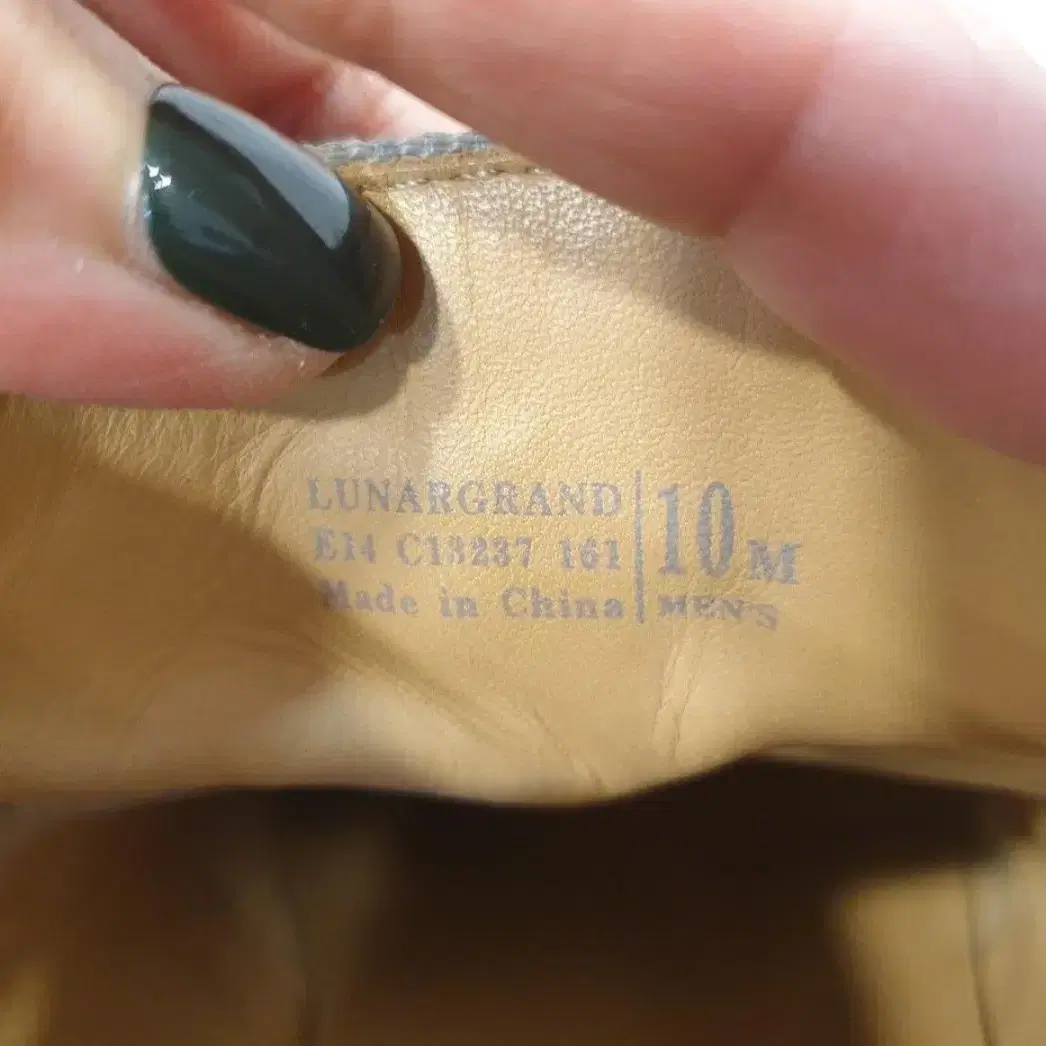 LUNARGRAND
E14 C13237 161
Made in China
10 M
MEN'S